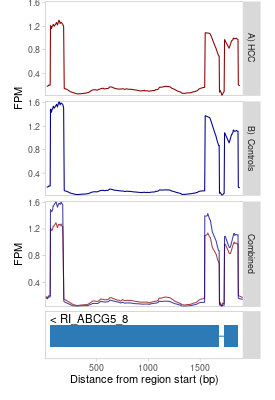 1.6
1.2
0.8
0.4
A) HCC
FPM
1.6
1.2
0.8
0.4
B) Controls
1.6
1.2
0.8
0.4
Combined
FPM
< RI_ABCG5_8
500
1000
1500
Distance from region start (bp)